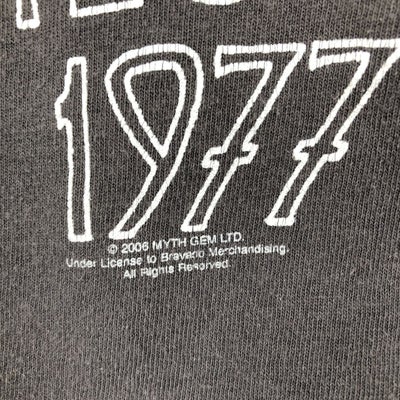 1977
© 2006 MYTH GEM LTD.
Under License to Bravado Merchandising.
All Rights Reserved.